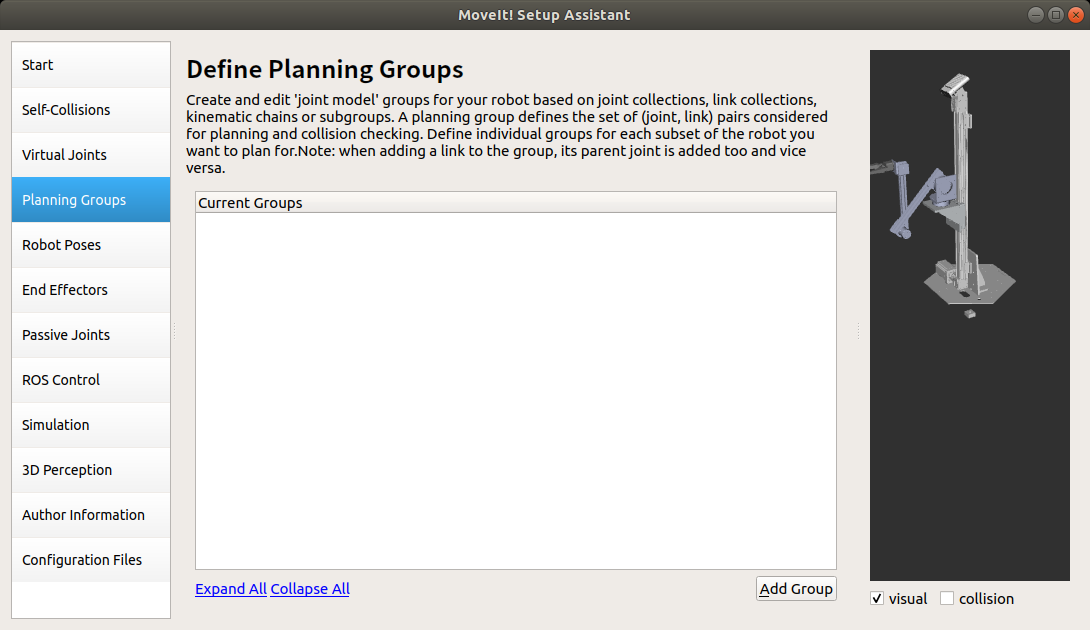 MoveIt! Setup Assistant
Start
Self-Collisions
Virtual Joints
Planning Groups
Robot Poses
End Effectors
Passive Joints
ROS Control
Simulation
3D Perception
Author Information
Configuration Files
Define Planning Groups
Create and edit 'joint model' groups for your robot based on joint collections, link collections,
kinematic chains or subgroups. A planning group defines the set of (joint, link) pairs considered
for planning and collision checking. Define individual groups for each subset of the robot you
want to plan for.Note: when adding a link to the group, its parent joint is added too and vice
versa.
Current Groups
Expand All Collapse All
Add Group
visual
collision